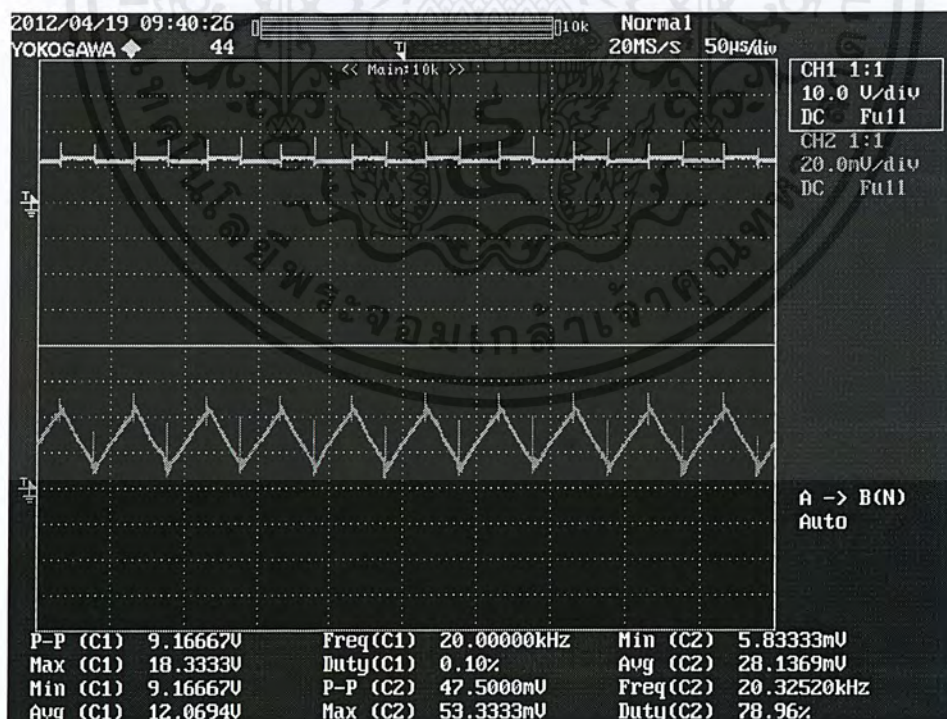 2012/04/19 09:40:26
Normal
10k
YOKOGAWA
44
20MS/s 50µs/div
<< Main:10k >>
CH1 1:1
10.0 V/div
DC Full
CH2 1:1
20.0mV/div
DC Full
A -> B(N)
Auto
P-P (C1) 9.16667V
Freq(C1) 20.00000kHz
Min (C2) 5.83333mV
Max (C1) 18.3333V
Duty(C1) 0.10%
Avg (C2) 28.1369mV
Min (C1) 9.16667V
P-P (C2) 47.5000mV
Freq(C2) 20.32520kHz
Avg (C1) 12.0694V
Max (C2) 53.3333mV
Duty(C2) 78.96%